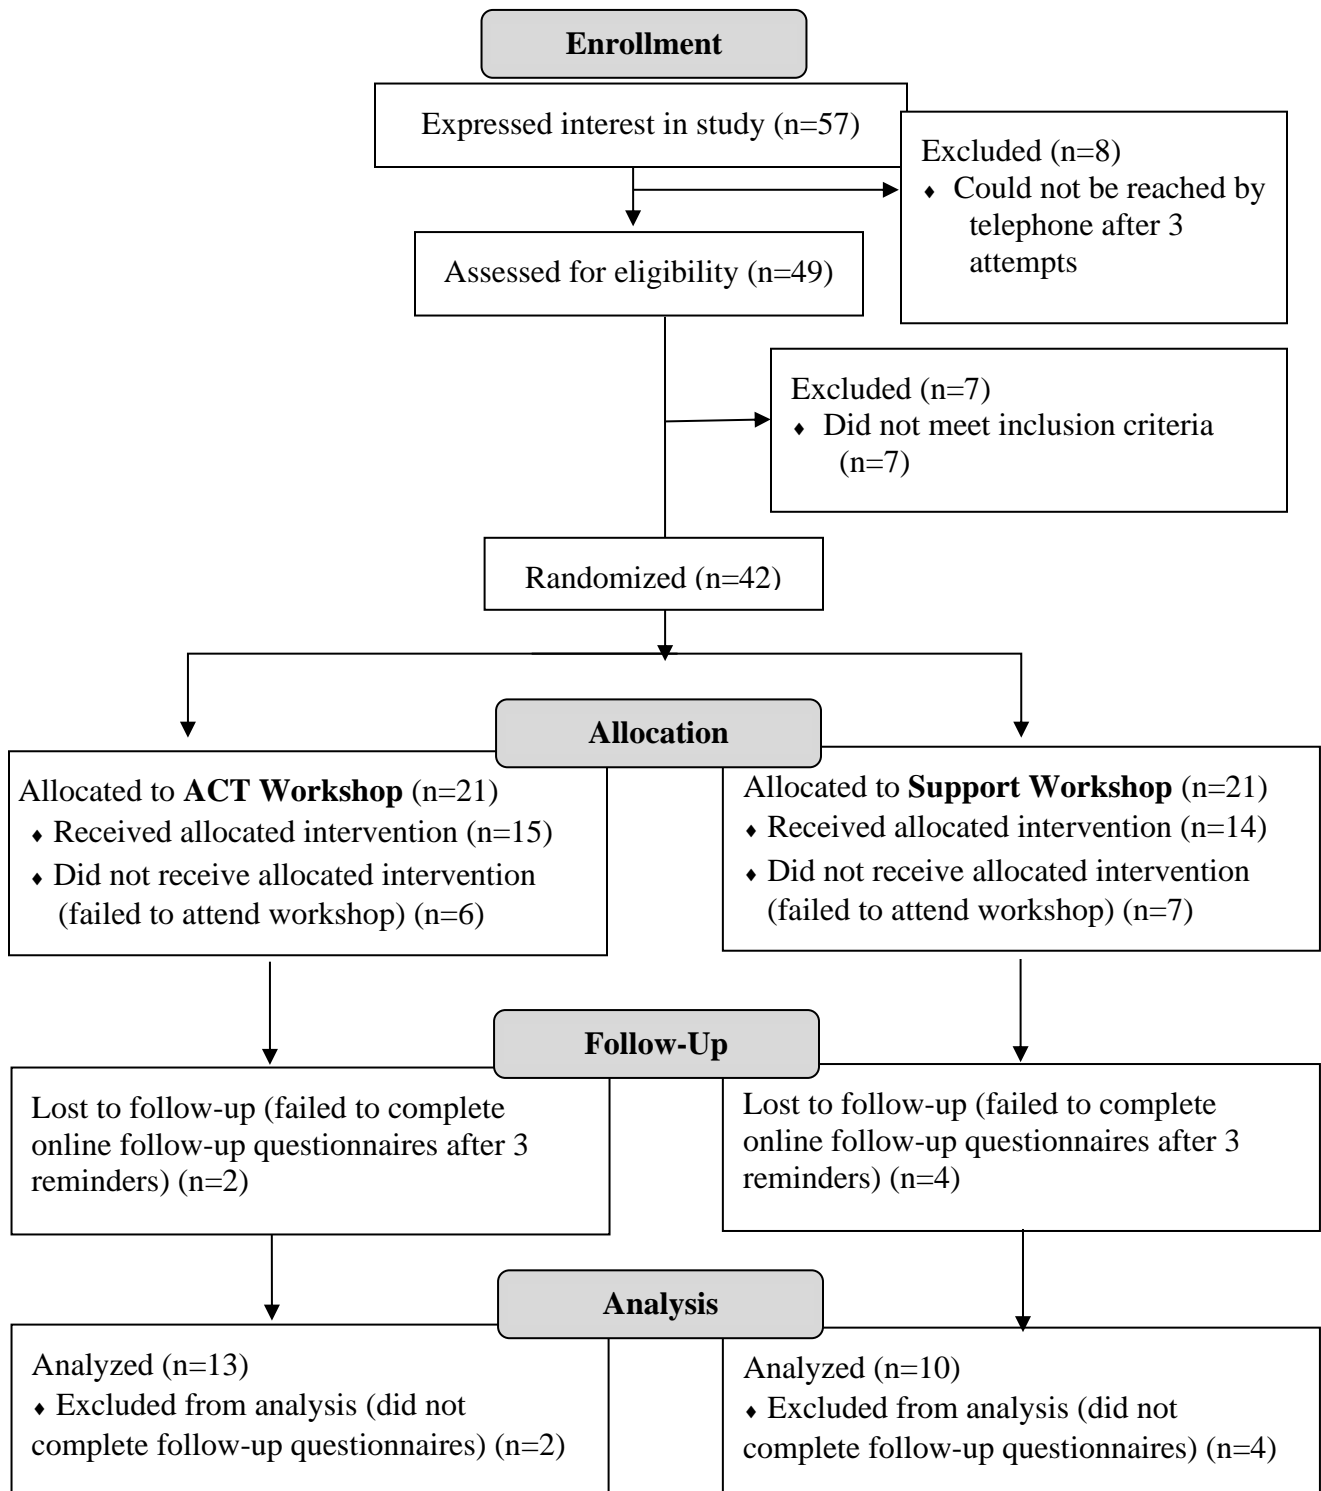 Enrollment
Expressed interest in study (n=57)
Excluded (n=8)
⬧ Could not be reached by
telephone after 3
attempts
Assessed for eligibility (n=49)
Excluded (n=7)
⬧ Did not meet inclusion criteria
(n=7)
Randomized (n=42)
Allocation
Allocated to ACT Workshop (n=21)
⬧ Received allocated intervention (n=15)
⬧ Did not receive allocated intervention
(failed to attend workshop) (n=6)
Allocated to Support Workshop (n=21)
⬧ Received allocated intervention (n=14)
⬧ Did not receive allocated intervention
(failed to attend workshop) (n=7)
Follow-Up
Lost to follow-up (failed to complete
online follow-up questionnaires after 3
reminders) (n=2)
Lost to follow-up (failed to complete
online follow-up questionnaires after 3
reminders) (n=4)
Analysis
Analyzed (n=13)
⬧ Excluded from analysis (did not
complete follow-up questionnaires) (n=2)
Analyzed (n=10)
⬧ Excluded from analysis (did not
complete follow-up questionnaires) (n=4)